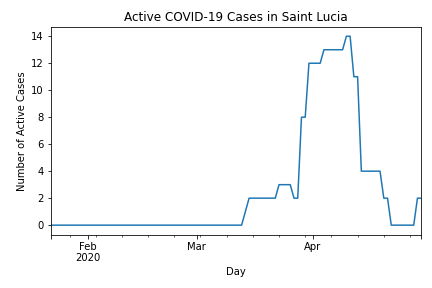 Active COVID-19 Cases in Saint Lucia
14
12
10
8
6
4
2
0
Number of Active Cases
Feb
2020
Mar
Apr
Day